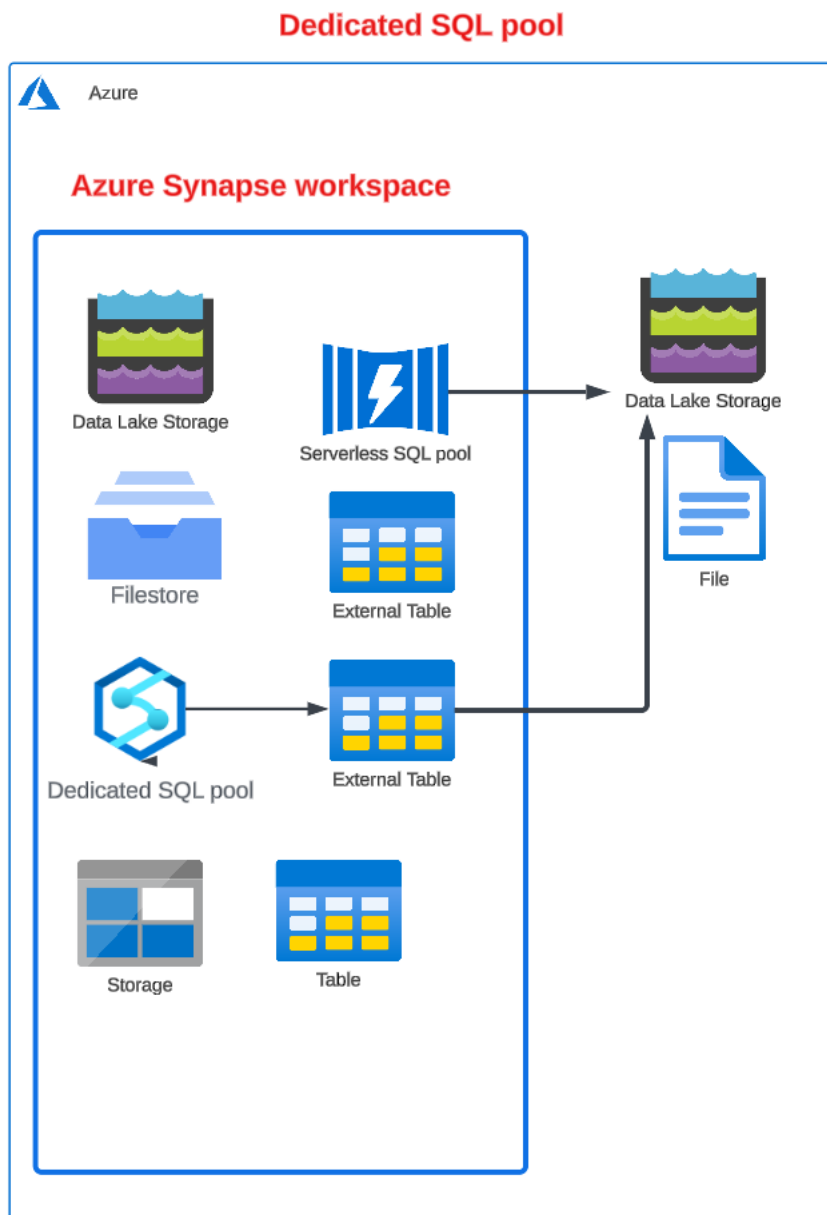 Dedicated SQL pool
Azure
Azure Synapse workspace
Data Lake Storage
Serverless SQL pool
Data Lake Storage
Filestore
External Table
File
Dedicated SQL pool
External Table
Storage
Table